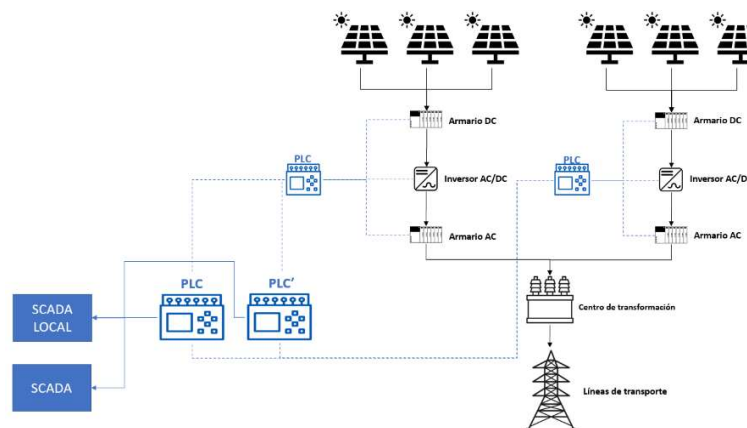 Armario DC
Armario DC
PLC
PLC
Inversor AC/DC
Inversor AC/D
Armario AC
Armario AC
PLC
PLC'
SCADA
LOCAL
Centro de transformación
SCADA
Líneas de transporte